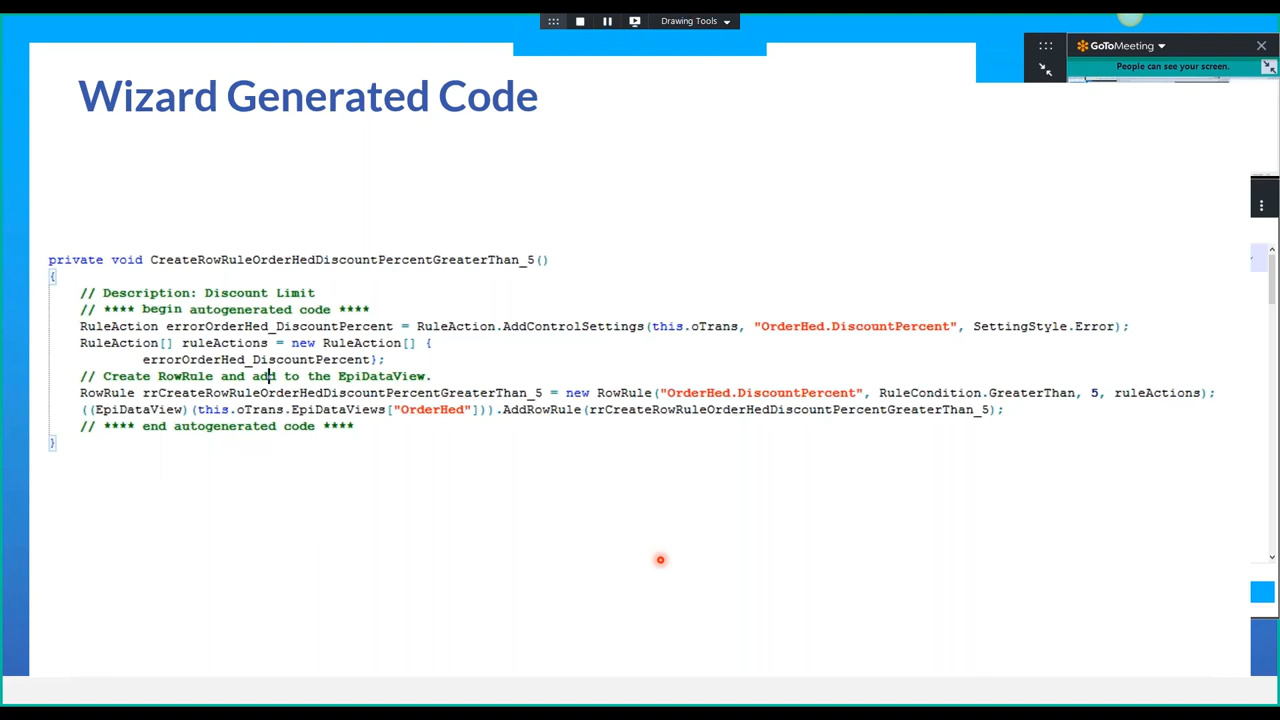 Drawing Tools
GoToMeeting
People can see your screen.
Wizard Generated Code
private void CreateRowRuleOrderHedDiscountPercentGreaterThan_5()
{
// Description: Discount Limit
// **** begin autogenerated code ****
RuleAction errorOrderHed_DiscountPercent = RuleAction.AddControlSettings(this.oTrans, "OrderHed.DiscountPercent", SettingStyle.Error);
RuleAction[] ruleActions = new RuleAction[] {
errorOrderHed_DiscountPercent};
// Create RowRule and add to the EpiDataView.
RowRule rrCreateRowRuleOrderHedDiscountPercentGreaterThan_5 = new RowRule("OrderHed.DiscountPercent", RuleCondition.GreaterThan, 5, ruleActions);
((EpiDataView)(this.oTrans.EpiDataViews["OrderHed"])).AddRowRule(rrCreateRowRuleOrderHedDiscountPercentGreaterThan_5);
// **** end autogenerated code ****
}